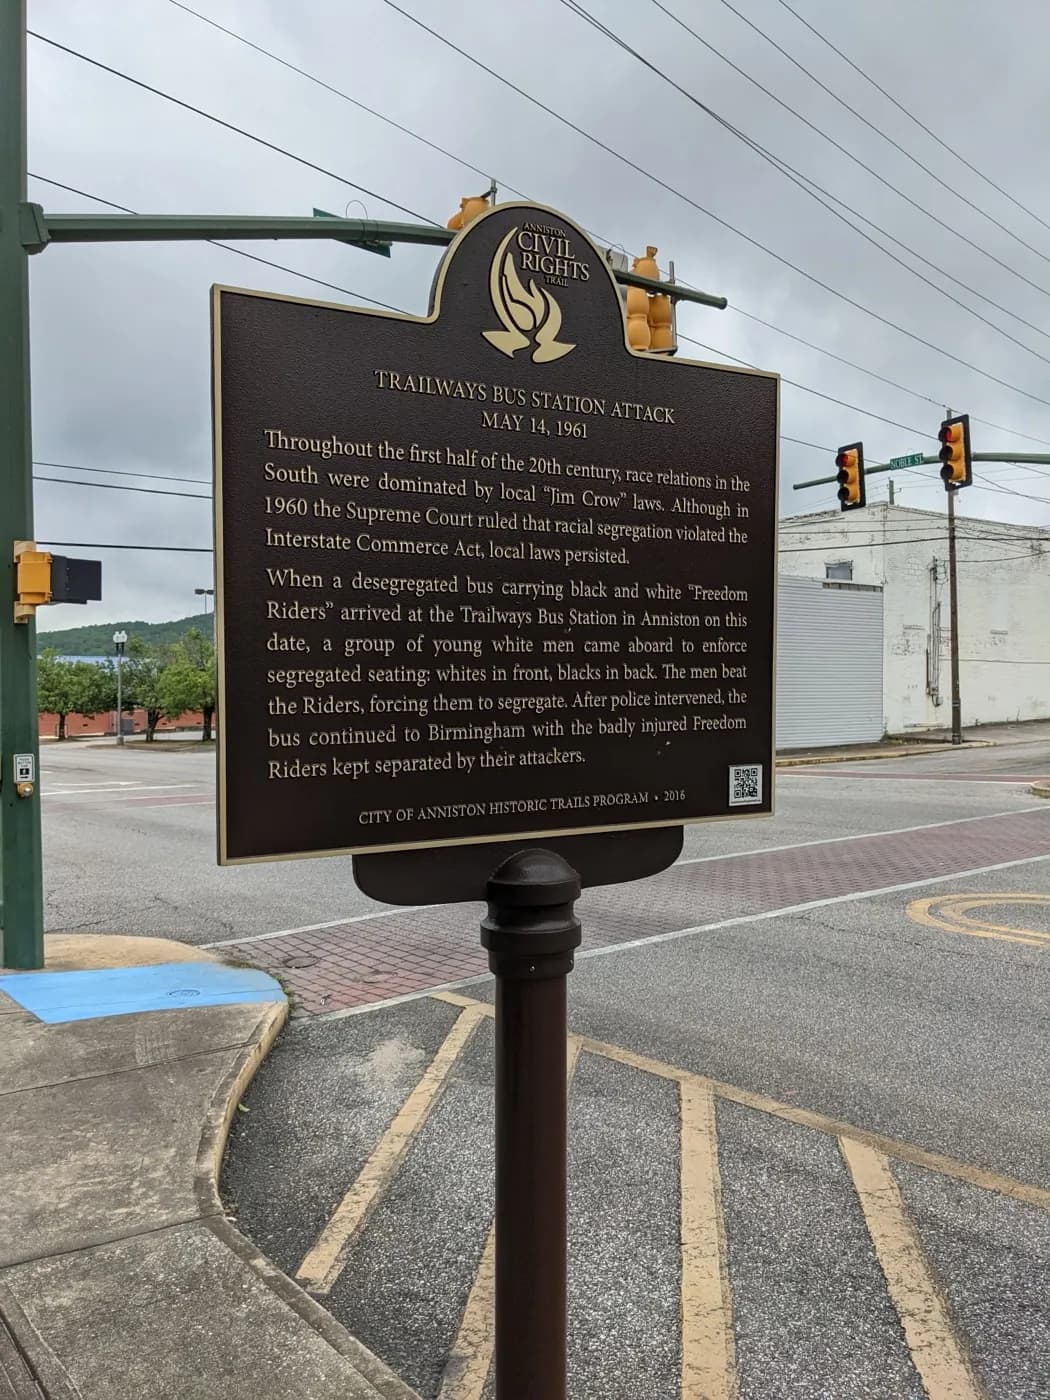 ANNISTON
CIVIL
RIGHTS
TRAIL
TRAILWAYS BUS STATION ATTACK
MAY 14, 1961
Throughout the first half of the 20th century, race relations in the
South were dominated by local “Jim Crow” laws. Although in
1960 the Supreme Court ruled that racial segregation violated the
Interstate Commerce Act, local laws persisted.
When a desegregated bus carrying black and white “Freedom
Riders” arrived at the Trailways Bus Station in Anniston on this
date, a group of young white men came aboard to enforce
segregated seating: whites in front, blacks in back. The men beat
the Riders, forcing them to segregate. After police intervened, the
bus continued to Birmingham with the badly injured Freedom
Riders kept separated by their attackers.
CITY OF ANNISTON HISTORIC TRAILS PROGRAM • 2016
NOBLE ST